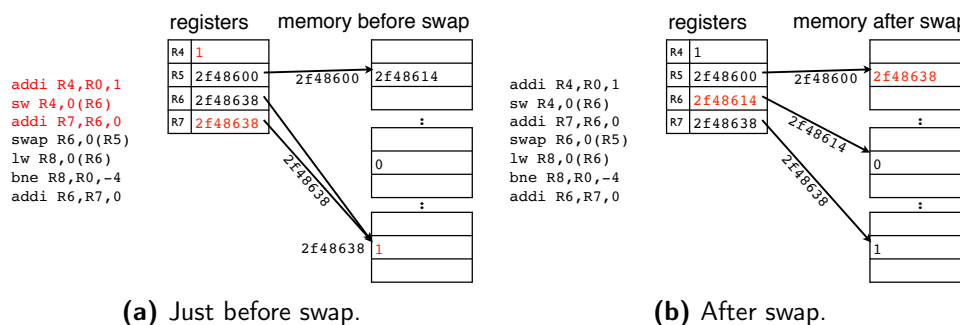 registers memory before swap
R4 1
R5 2f48600 2f48600 2f48614
R6 2f48638
R7 2f48638
addi R4,R0,1
sw R4,0(R6)
addi R7,R6,0
swap R6,0(R5)
lw R8,0(R6)
bne R8,R0,-4
addi R6,R7,0
:
0
2f48638
:
2f48638 1
(a) Just before swap.
registers memory after swap
R4 1
R5 2f48600 2f48600 2f48638
R6 2f48614
R7 2f48638
addi R4,R0,1
sw R4,0(R6)
addi R7,R6,0
swap R6,0(R5)
lw R8,0(R6)
bne R8,R0,-4
addi R6,R7,0
:
2f48614
0
2f48638
:
1
(b) After swap.